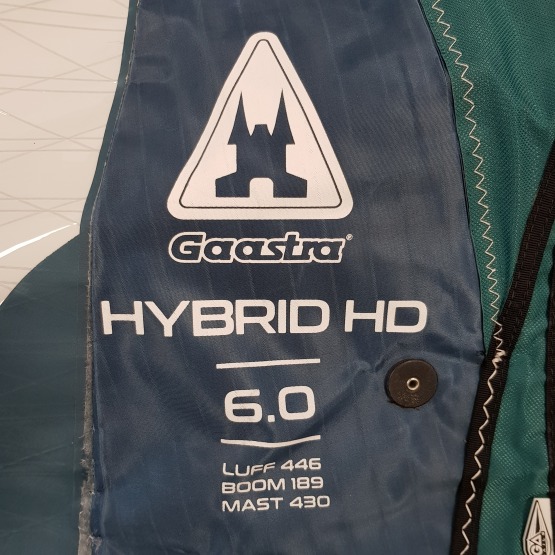 Gaastra®
HYBRID HD
6.0
LUFF 446
BOOM 189
MAST 430